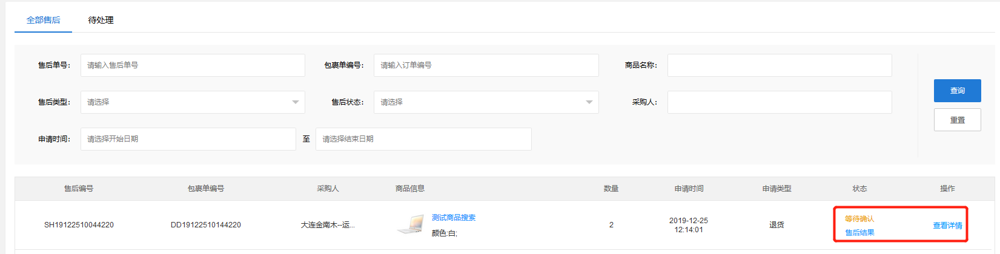 全部售后 待处理
售后单号: 请输入售后单号 包裹单编号: 请输入订单编号 商品名称:
查询
售后类型: 请选择 售后状态: 请选择 采购人:
重置
申请时间: 请选择开始日期 至 请选择结束日期
售后编号 包裹单编号 采购人 商品信息 数量 申请时间 申请类型 状态 操作
SH19122510044220 DD19122510144220 大连金南木--运... 测试商品搜索 颜色:白; 2 2019-12-25 12:14:01 退货 等待确认 售后结果 查看详情